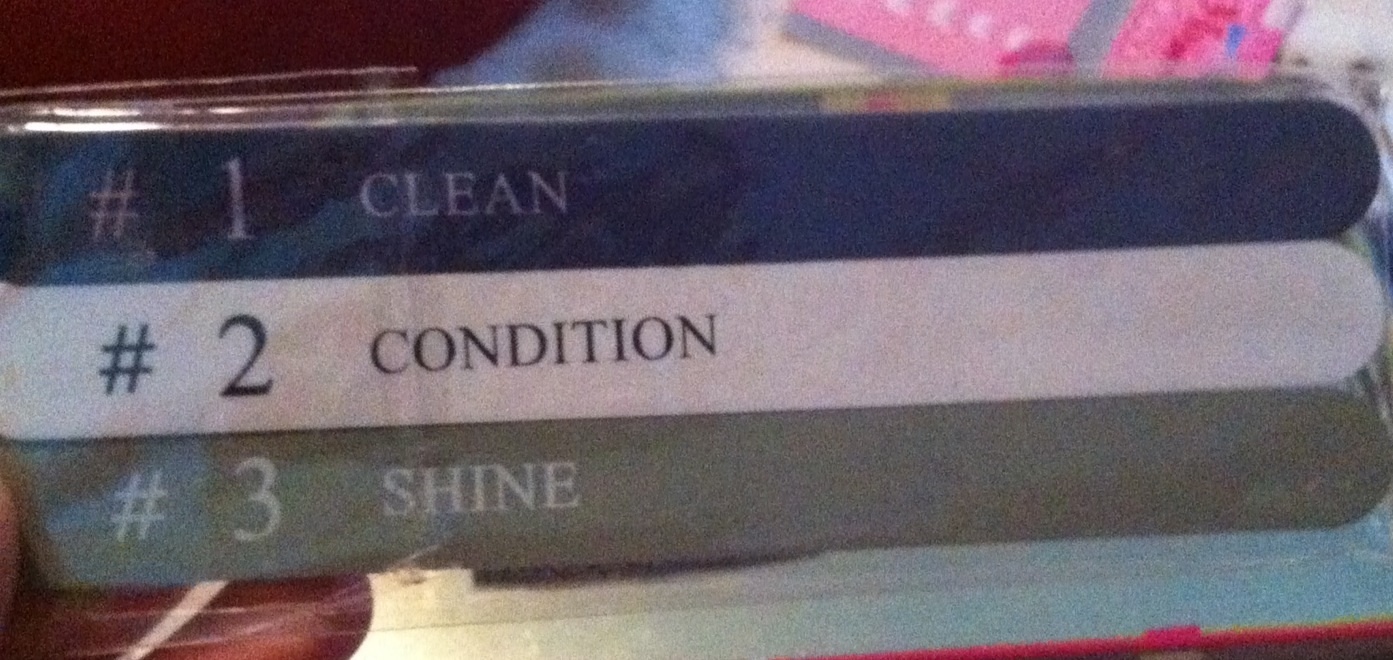 # 1 CLEAN
# 2 CONDITION
# 3 SHINE